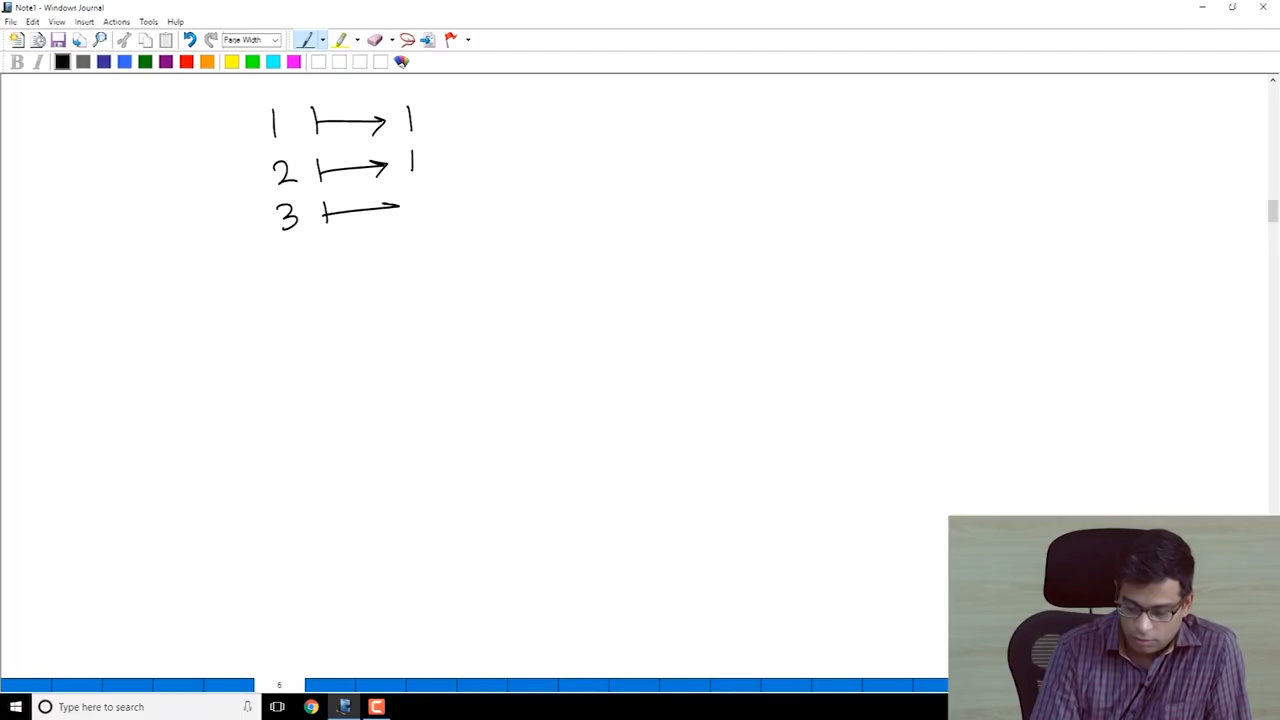 Note1 - Windows Journal
File Edit View Insert Actions Tools Help
Page Width
B I
1 ↦ 1
2 ↦ 1
3 ↦
6
Type here to search